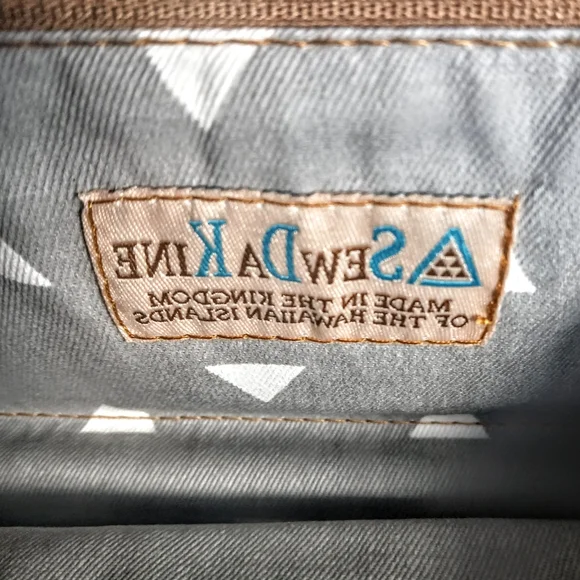 SEWDAKINE
MADE IN THE KINGDOM
OF THE HAWAIIAN ISLANDS